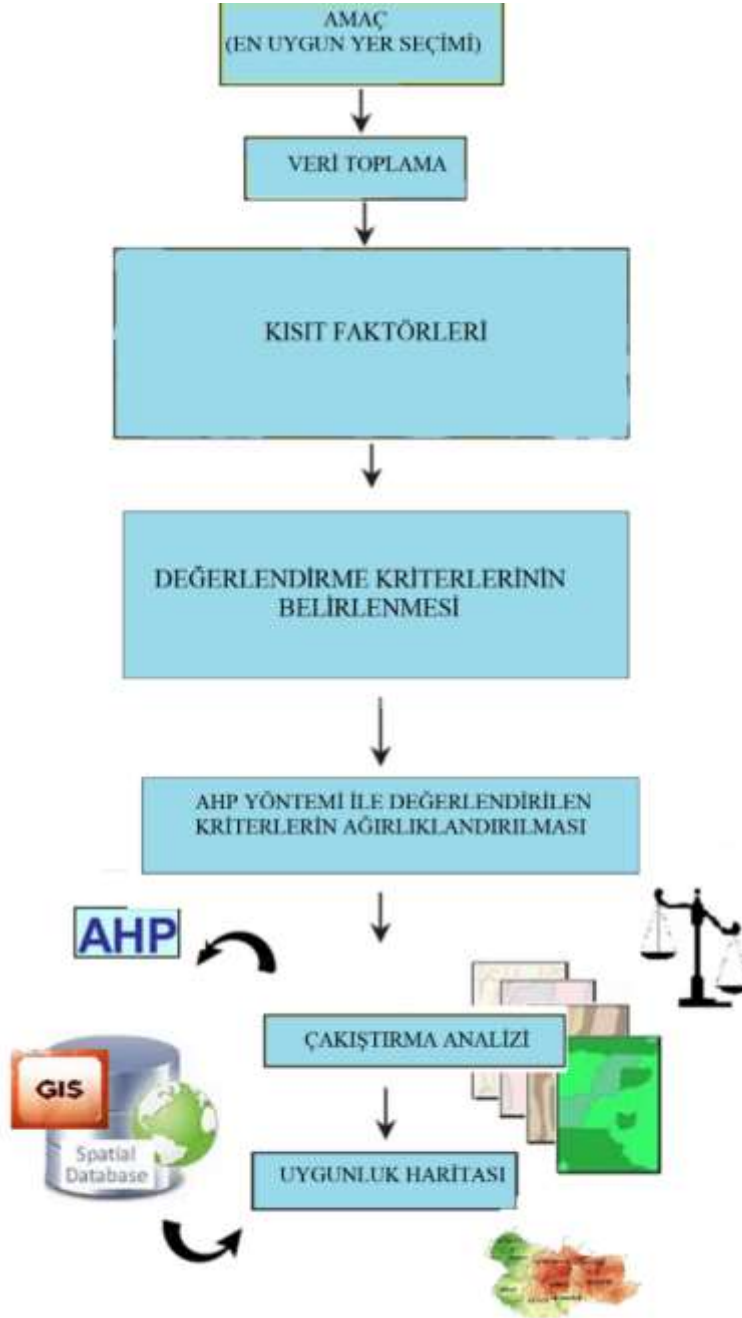 AMAÇ
(EN UYGUN YER SEÇİMİ)
VERİ TOPLAMA
KISIT FAKTÖRLERİ
DEĞERLENDİRME KRİTERLERİNİN
BELİRLENMESİ
AHP YÖNTEMİ İLE DEĞERLENDİRİLEN
KRİTERLERİN AĞIRLIKLANDIRILMASI
AHP
ÇAKIŞTIRMA ANALİZİ
GIS
Spatial
Database
UYGUNLUK HARİTASI